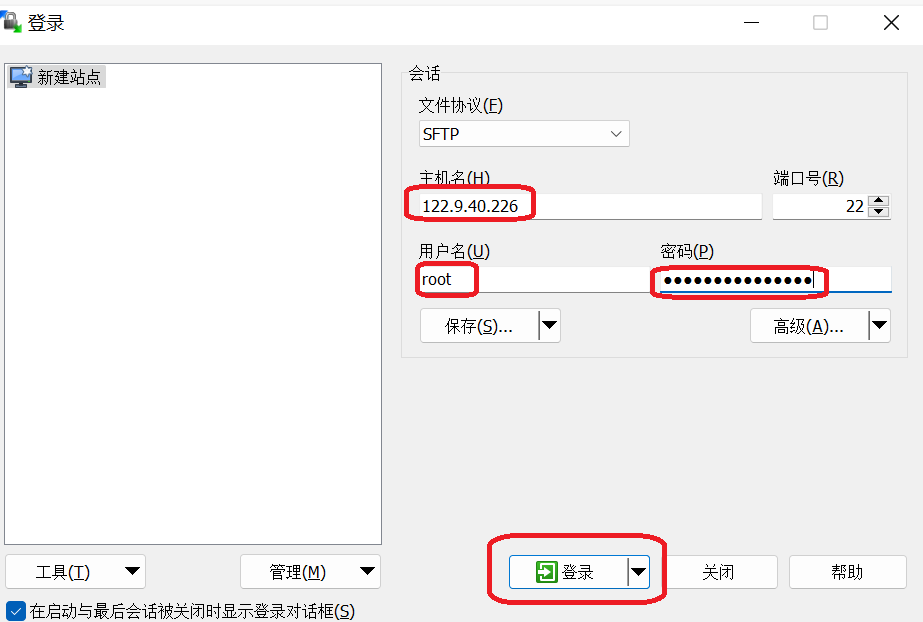 登录
新建站点
会话
文件协议(F)
SFTP
主机名(H) 端口号(R)
122.9.40.226 22
用户名(U) 密码(P)
root ●●●●●●●●●●●●●●●
保存(S)... 高级(A)...
工具(T) 管理(M) 登录 关闭 帮助
在启动与最后会话被关闭时显示登录对话框(S)